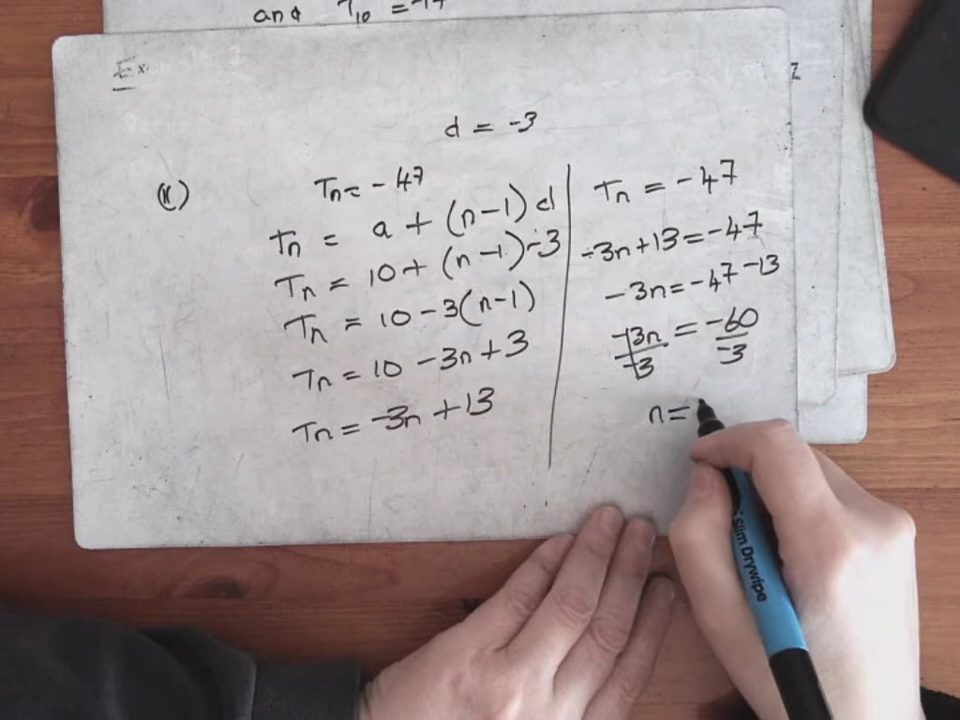 and T10 = -17
Ex.
d = -3
Tn = -47
Tn = a + (n-1) d
Tn = 10 + (n-1) -3
Tn = 10 - 3(n-1)
Tn = 10 - 3n + 3
Tn = -3n + 13
Tn = -47
-3n + 13 = -47
-3n = -47 - 13
-3n/-3 = -60/-3
n =
Slim Drywipe